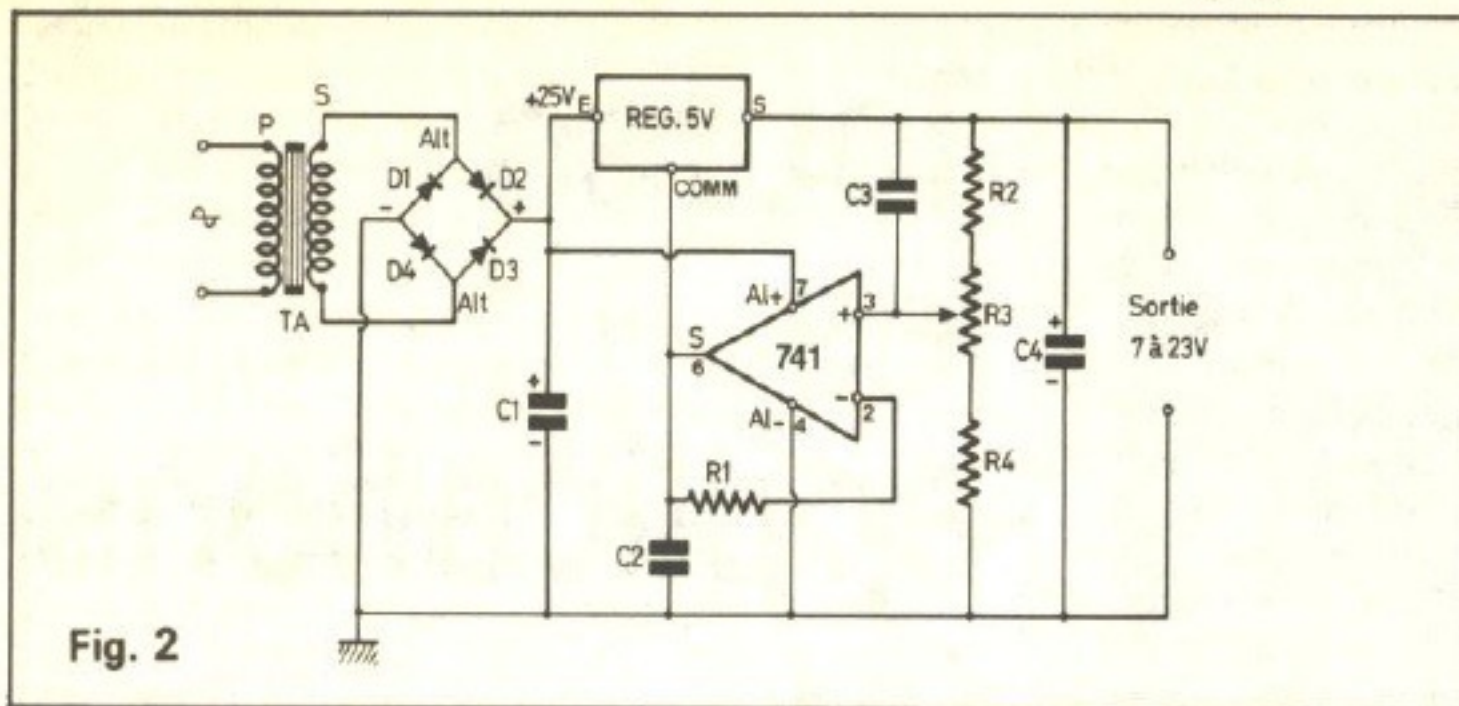 +25V E
REG. 5V
S
COMM
P
S
Alt
D1
D2
-
+
D4
D3
Alt
TA
C3
R2
Al+
7
3
+
R3
S
6
741
-
2
Al-
4
C4
+
-
Sortie
7 à 23V
C1
+
-
R1
R4
C2
Fig. 2